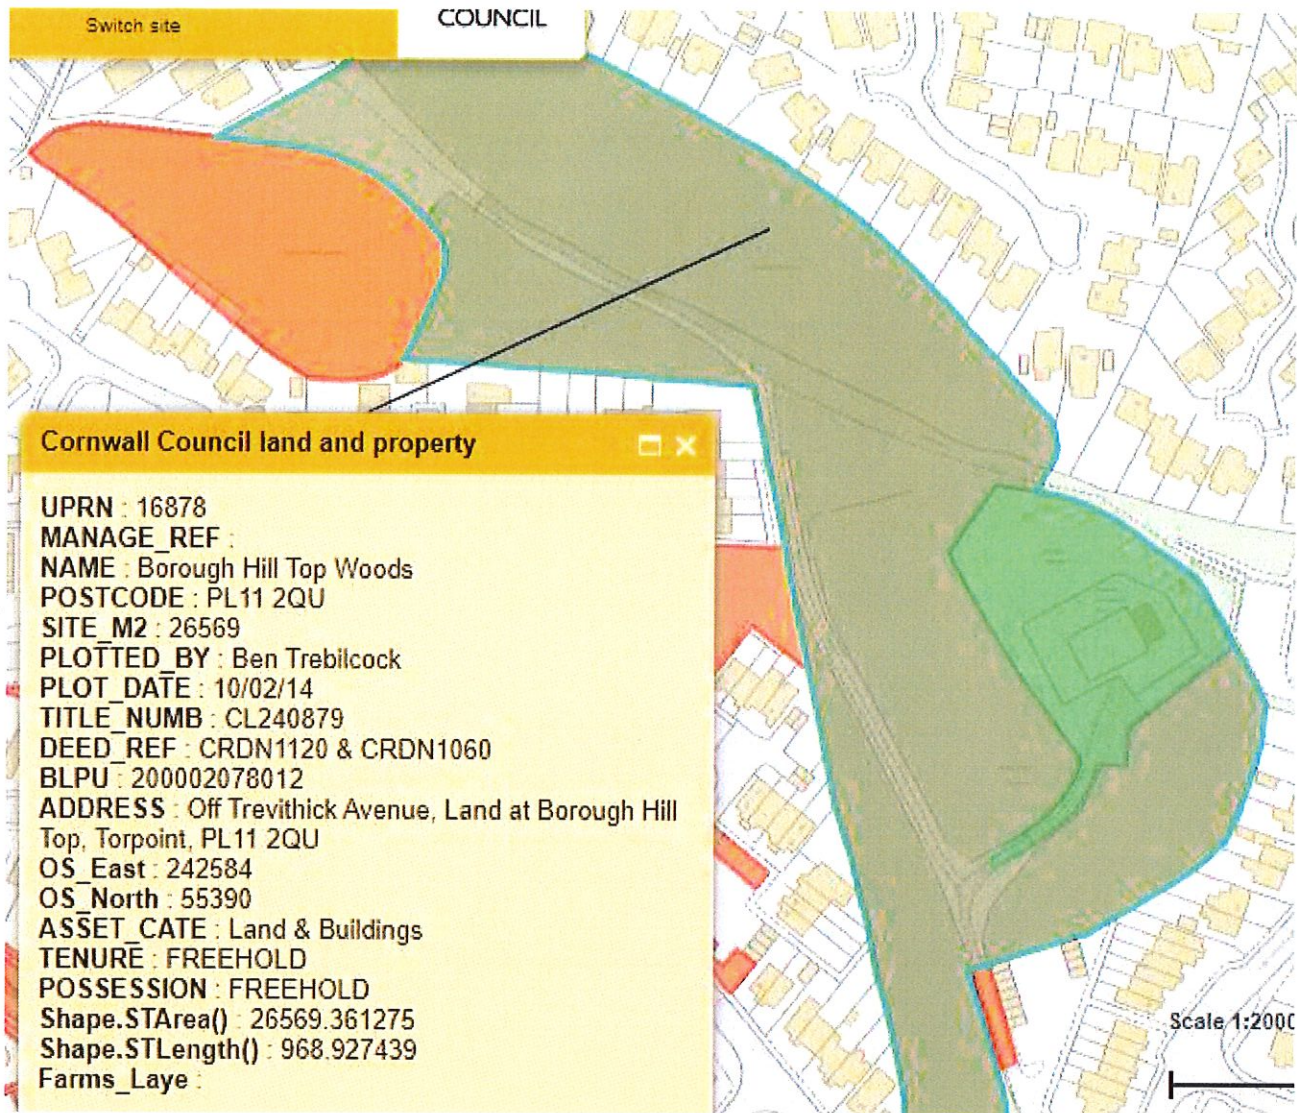 Switch site
COUNCIL
Cornwall Council land and property
UPRN : 16878
MANAGE_REF :
NAME : Borough Hill Top Woods
POSTCODE : PL11 2QU
SITE_M2 : 26569
PLOTTED_BY : Ben Trebilcock
PLOT_DATE : 10/02/14
TITLE_NUMB : CL240879
DEED_REF : CRDN1120 & CRDN1060
BLPU : 200002078012
ADDRESS : Off Trevithick Avenue, Land at Borough Hill
Top, Torpoint, PL11 2QU
OS_East : 242584
OS_North : 55390
ASSET_CATE : Land & Buildings
TENURE : FREEHOLD
POSSESSION : FREEHOLD
Shape.STArea() : 26569.361275
Shape.STLength() : 968.927439
Farms_Laye :
Scale 1:2000